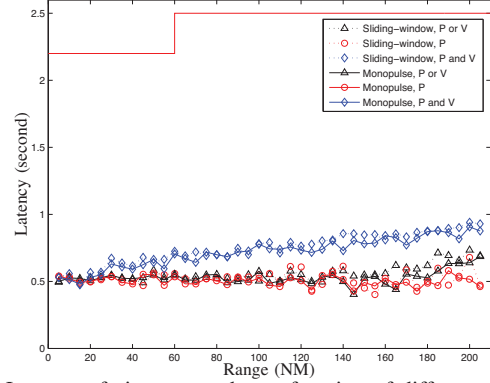 2.5
2
1.5
1
0.5
0
Latency (second)
Sliding-window, P or V
Sliding-window, P
Sliding-window, P and V
Monopulse, P or V
Monopulse, P
Monopulse, P and V
0 20 40 60 80 100 120 140 160 180 200
Range (NM)